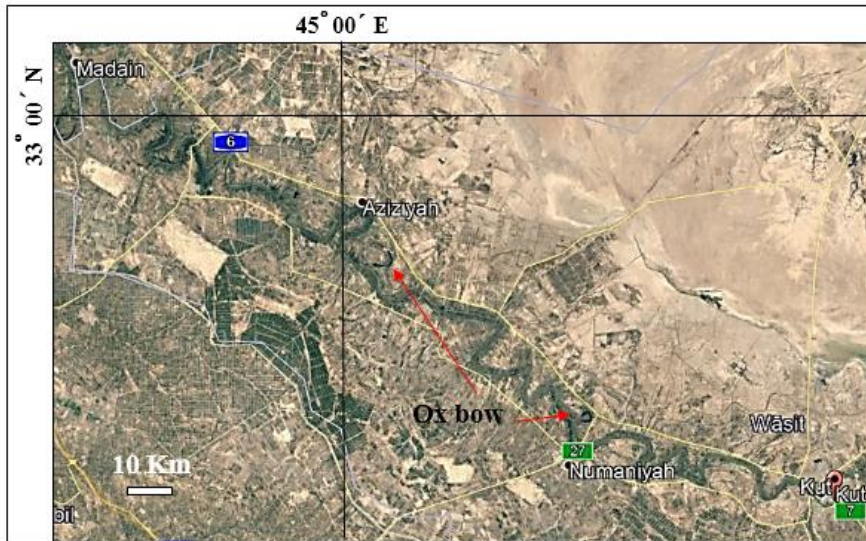 45° 00´ E
33° 00´ N
Madain
6
Aziziyah
Ox bow
Wāsit
27
Numaniyah
10 Km
Kut
Kut
7
bil